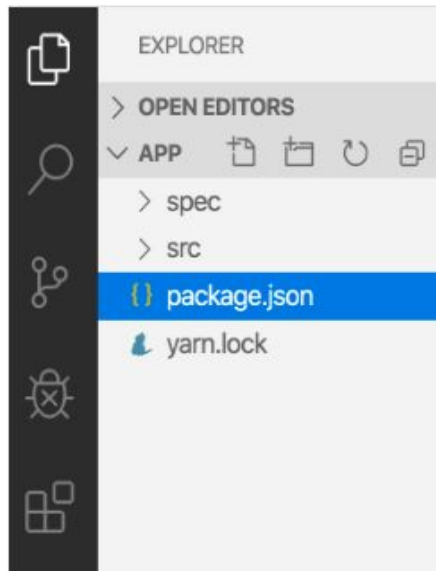 EXPLORER
OPEN EDITORS
APP
spec
src
{} package.json
yarn.lock